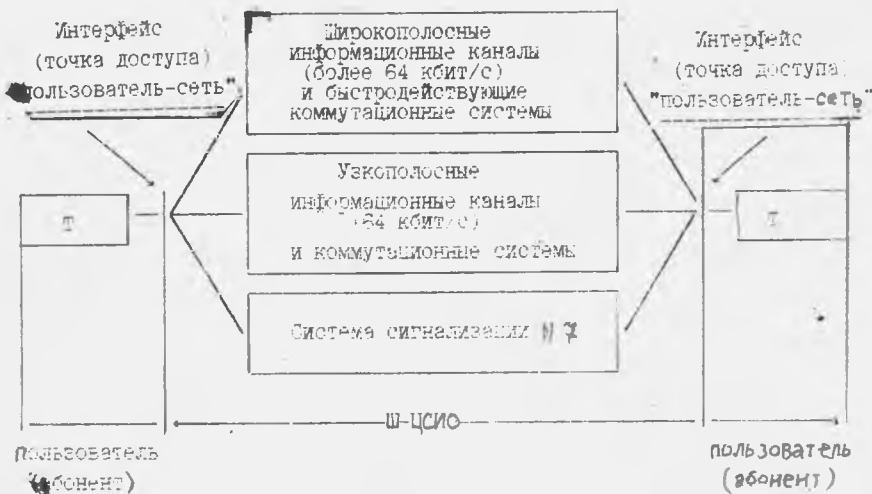 Интерфейс
(точка доступа)
"пользователь-сеть"
Широкополосные
информационные каналы
(более 64 кбит/с)
и быстродействующие
коммутационные системы
Интерфейс
(точка доступа)
"пользователь-сеть"
Узкополосные
информационные каналы
(64 кбит/с)
и коммутационные системы
Т
Т
Система сигнализации № 7
Ш-ЦСИО
пользователь
(абонент)
пользователь
(абонент)